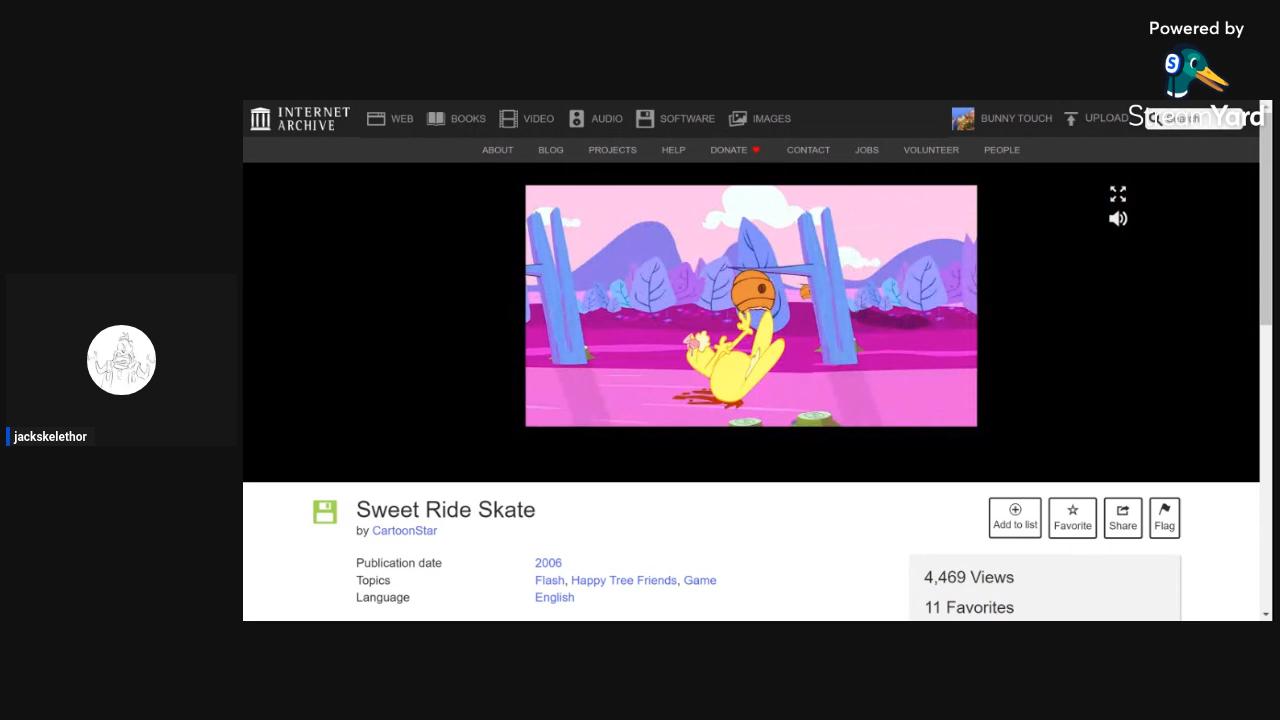 Powered by
StreamYard
INTERNET ARCHIVE
WEB
BOOKS
VIDEO
AUDIO
SOFTWARE
IMAGES
BUNNY TOUCH
UPLOAD
ABOUT
BLOG
PROJECTS
HELP
DONATE
CONTACT
JOBS
VOLUNTEER
PEOPLE
jackskelethor
Sweet Ride Skate
by CartoonStar
Add to list
Favorite
Share
Flag
Publication date 2006
Topics Flash, Happy Tree Friends, Game
Language English
4,469 Views
11 Favorites